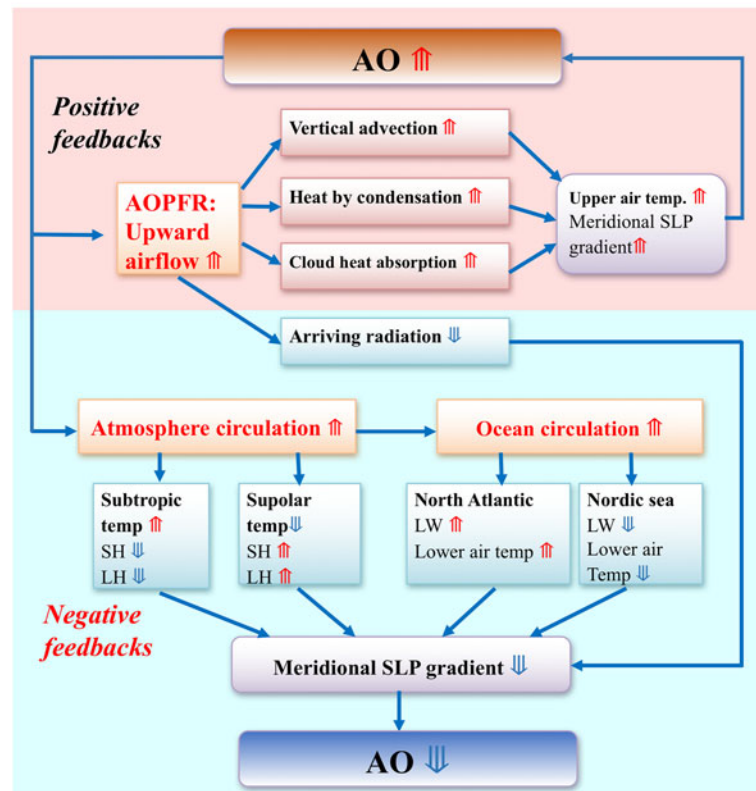 AO ⤊
Positive
feedbacks
Vertical advection ⤊
AOPFR:
Upward
airflow ⤊
Heat by condensation ⤊
Cloud heat absorption ⤊
Upper air temp. ⤊
Meridional SLP
gradient⤊
Arriving radiation ⤋
Atmosphere circulation ⤊
Ocean circulation ⤊
Subtropic
temp ⤊
SH ⤋
LH ⤋
Supolar
temp⤋
SH ⤊
LH ⤊
North Atlantic
LW ⤊
Lower air temp ⤊
Nordic sea
LW ⤋
Lower air
Temp ⤋
Negative
feedbacks
Meridional SLP gradient ⤋
AO ⤋